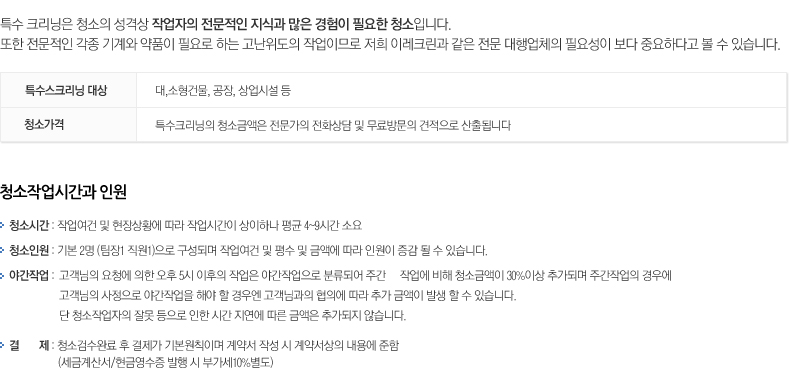 특수 크리닝은 청소의 성격상 작업자의 전문적인 지식과 많은 경험이 필요한 청소입니다.
또한 전문적인 각종 기계와 약품이 필요로 하는 고난위도의 작업이므로 저희 이레크린과 같은 전문 대행업체의 필요성이 보다 중요하다고 볼 수 있습니다.
특수스크리닝 대상 대,소형건물, 공장, 상업시설 등
청소가격 특수크리닝의 청소금액은 전문가의 전화상담 및 무료방문의 견적으로 산출됩니다
청소작업시간과 인원
청소시간 : 작업여건 및 현장상황에 따라 작업시간이 상이하나 평균 4~9시간 소요
청소인원 : 기본 2명 (팀장1 직원1)으로 구성되며 작업여건 및 평수 및 금액에 따라 인원이 증감 될 수 있습니다.
야간작업 : 고객님의 요청에 의한 오후 5시 이후의 작업은 야간작업으로 분류되어 주간 작업에 비해 청소금액이 30%이상 추가되며 주간작업의 경우에
고객님의 사정으로 야간작업을 해야 할 경우엔 고객님과의 협의에 따라 추가 금액이 발생 할 수 있습니다.
단 청소작업자의 잘못 등으로 인한 시간 지연에 따른 금액은 추가되지 않습니다.
결 제 : 청소검수완료 후 결제가 기본원칙이며 계약서 작성 시 계약서상의 내용에 준함
(세금계산서/현금영수증 발행 시 부가세10%별도)